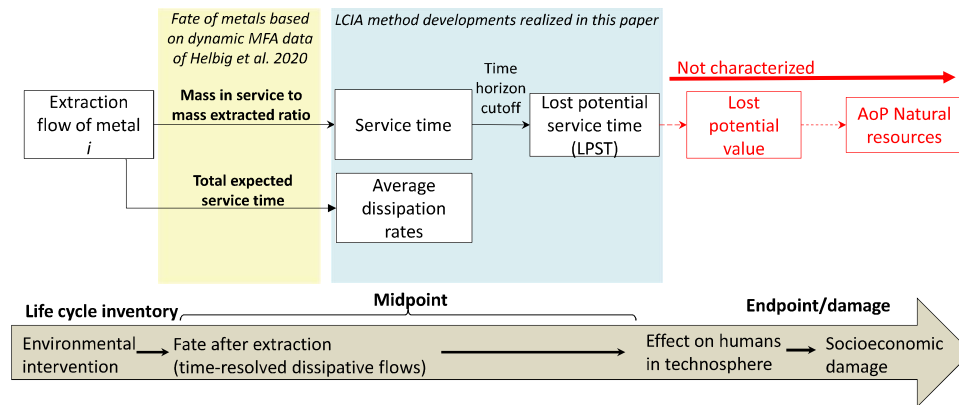 Fate of metals based
on dynamic MFA data
of Helbig et al. 2020
LCIA method developments realized in this paper
Not characterized
Extraction
flow of metal
i
Mass in service to
mass extracted ratio
Service time
Time
horizon
cutoff
Lost potential
service time
(LPST)
Lost
potential
value
AoP Natural
resources
Total expected
service time
Average
dissipation
rates
Life cycle inventory
Midpoint
Endpoint/damage
Environmental
intervention
Fate after extraction
(time-resolved dissipative flows)
Effect on humans
in technosphere
Socioeconomic
damage